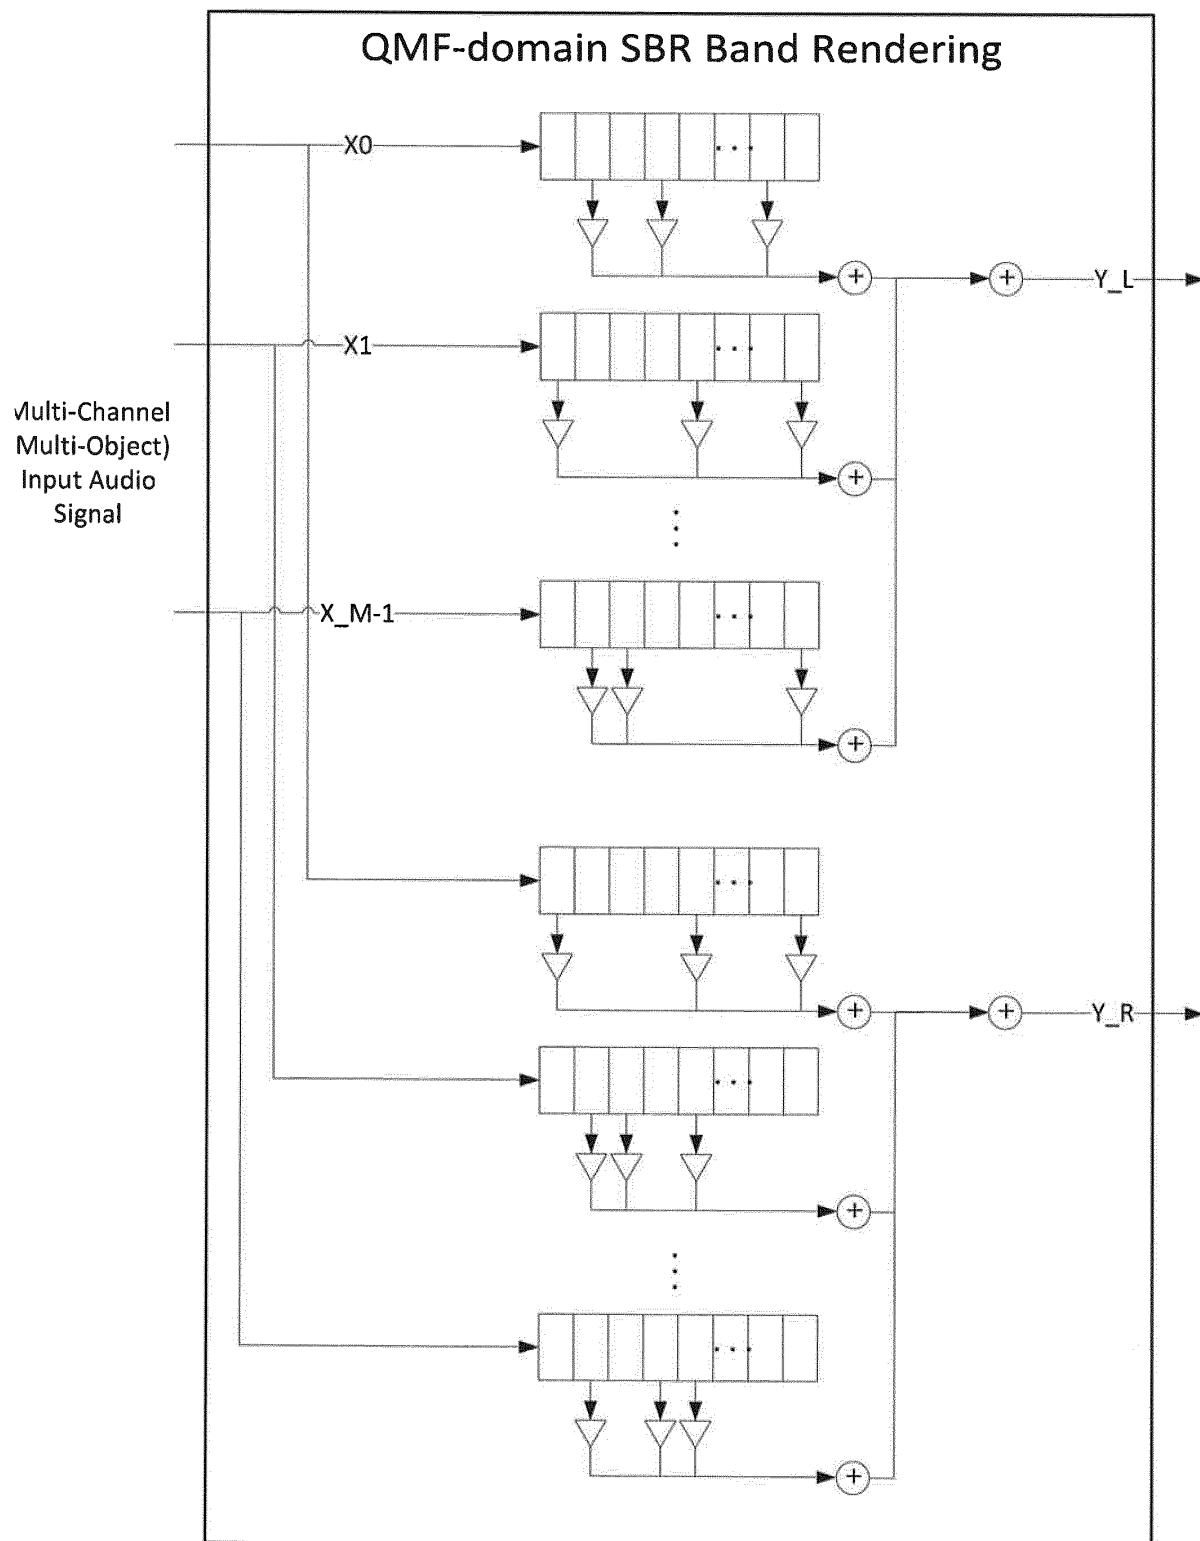 QMF-domain SBR Band Rendering
X0
Y_L
X1
Multi-Channel
Multi-Object)
Input Audio
Signal
X_M-1
Y_R